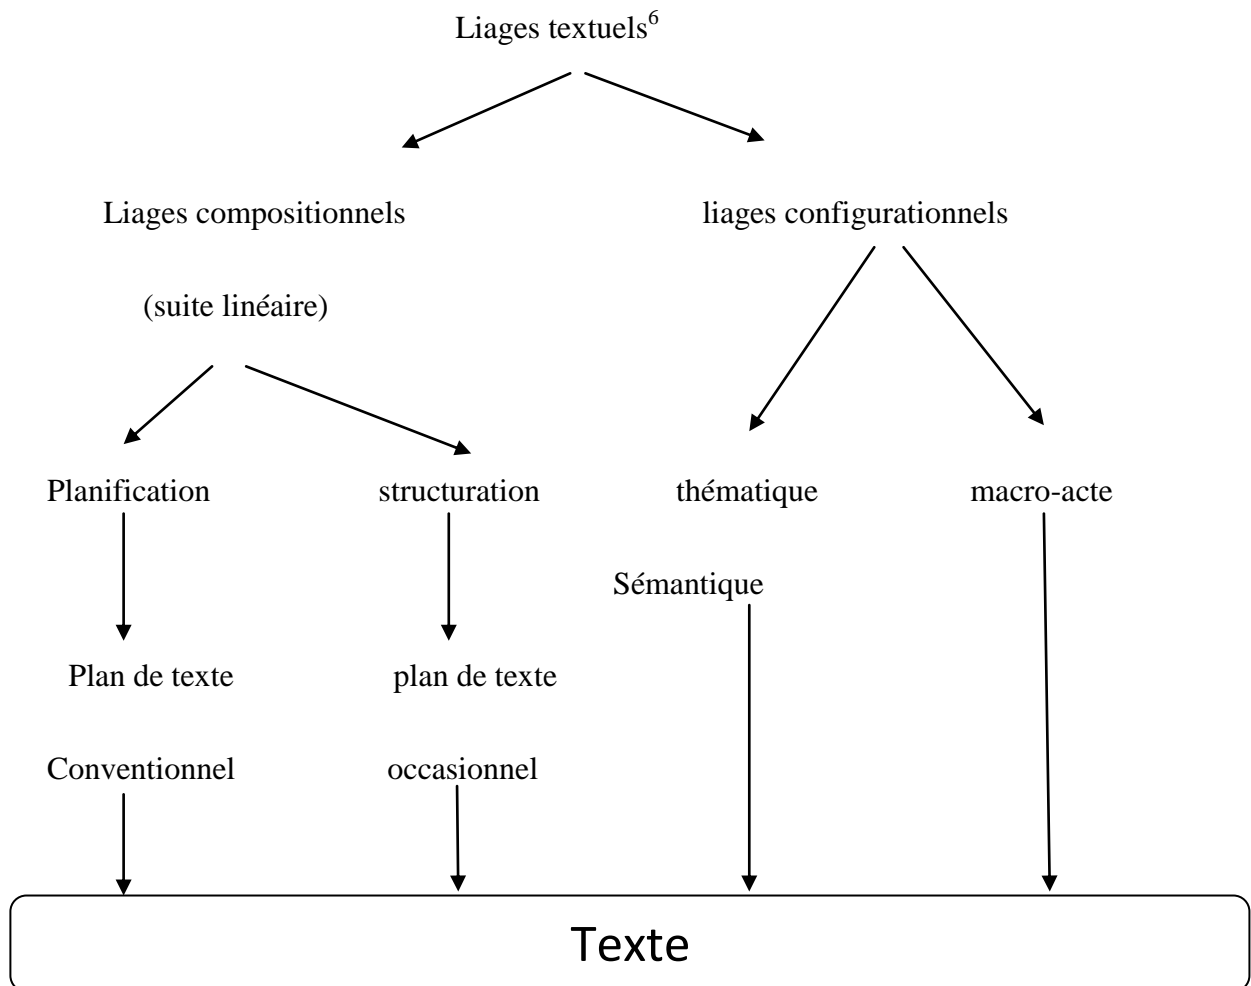 Liages textuels⁶
Liages compositionnels liages configurationnels
(suite linéaire)
Planification structuration thématique macro-acte
Sémantique
Plan de texte plan de texte
Conventionnel occasionnel
Texte